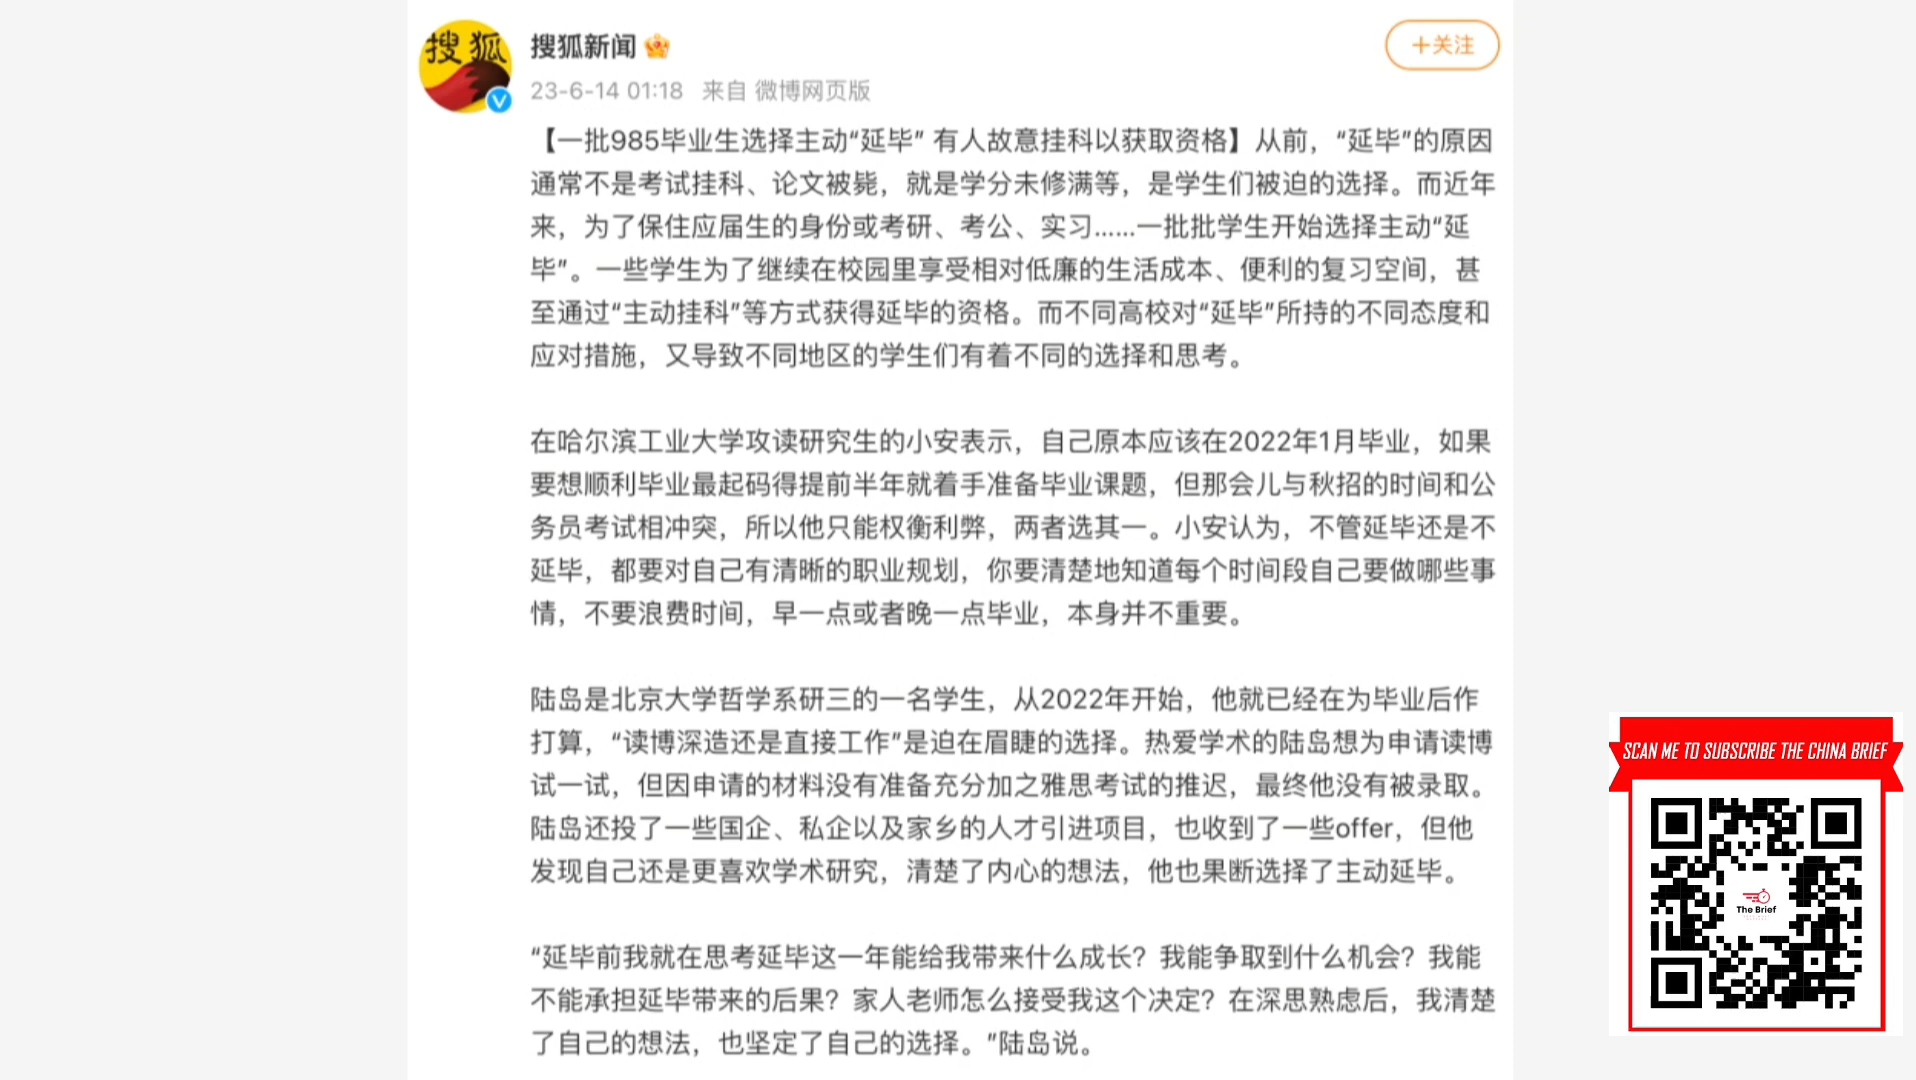 搜狐
搜狐新闻
+关注
23-6-14 01:18 来自 微博网页版
【一批985毕业生选择主动“延毕” 有人故意挂科以获取资格】从前，“延毕”的原因
通常不是考试挂科、论文被毙，就是学分未修满等，是学生们被迫的选择。而近年
来，为了保住应届生的身份或考研、考公、实习......一批批学生开始选择主动“延
毕”。一些学生为了继续在校园里享受相对低廉的生活成本、便利的复习空间，甚
至通过“主动挂科”等方式获得延毕的资格。而不同高校对“延毕”所持的不同态度和
应对措施，又导致不同地区的学生们有着不同的选择和思考。
在哈尔滨工业大学攻读研究生的小安表示，自己原本应该在2022年1月毕业，如果
要想顺利毕业最起码得提前半年就着手准备毕业课题，但那会儿与秋招的时间和公
务员考试相冲突，所以他只能权衡利弊，两者选其一。小安认为，不管延毕还是不
延毕，都要对自己有清晰的职业规划，你要清楚地知道每个时间段自己要做哪些事
情，不要浪费时间，早一点或者晚一点毕业，本身并不重要。
陆岛是北京大学哲学系研三的一名学生，从2022年开始，他就已经在为毕业后作
打算，“读博深造还是直接工作”是迫在眉睫的选择。热爱学术的陆岛想为申请读博
试一试，但因申请的材料没有准备充分加之雅思考试的推迟，最终他没有被录取。
陆岛还投了一些国企、私企以及家乡的人才引进项目，也收到了一些offer，但他
发现自己还是更喜欢学术研究，清楚了内心的想法，他也果断选择了主动延毕。
“延毕前我就在思考延毕这一年能给我带来什么成长？我能争取到什么机会？我能
不能承担延毕带来的后果？家人老师怎么接受我这个决定？在深思熟虑后，我清楚
了自己的想法，也坚定了自己的选择。”陆岛说。
SCAN ME TO SUBSCRIBE THE CHINA BRIEF
The Brief